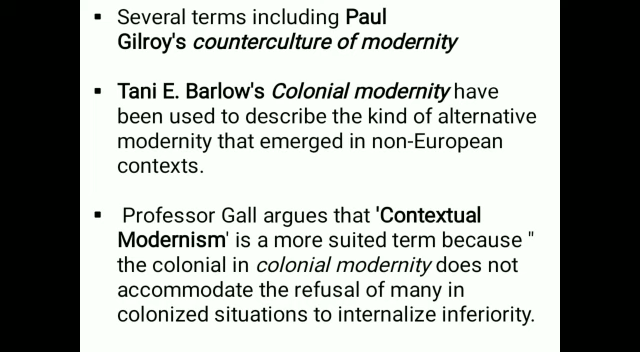 ▪ Several terms including Paul
Gilroy's counterculture of modernity
▪ Tani E. Barlow's Colonial modernity have
been used to describe the kind of alternative
modernity that emerged in non-European
contexts.
▪ Professor Gall argues that 'Contextual
Modernism' is a more suited term because "
the colonial in colonial modernity does not
accommodate the refusal of many in
colonized situations to internalize inferiority.